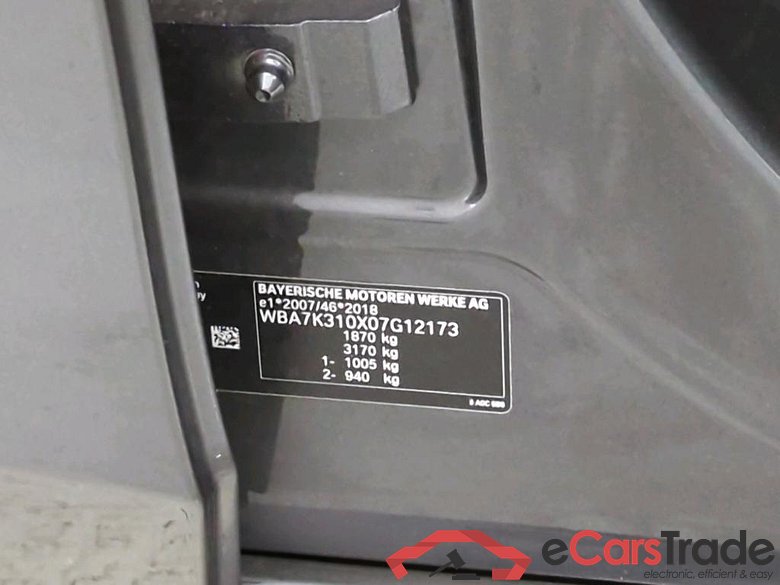 BAYERISCHE MOTOREN WERKE AG
e1*2007/46*2018
WBA7K310X07G12173
1870 kg
3170 kg
1- 1005 kg
2- 940 kg
eCarsTrade
electronic, efficient & easy